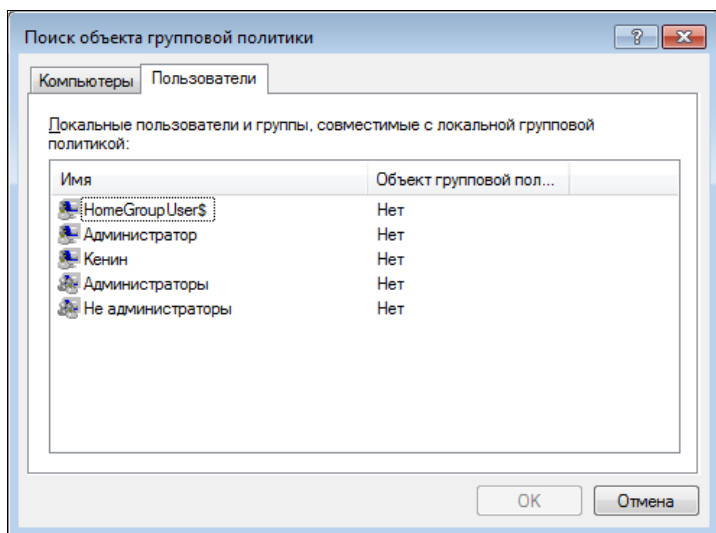 Поиск объекта групповой политики
Компьютеры Пользователи
Локальные пользователи и группы, совместимые с локальной групповой
политикой:
Имя Объект групповой пол...
HomeGroupUser$ Нет
Администратор Нет
Кенин Нет
Администраторы Нет
Не администраторы Нет
OK Отмена